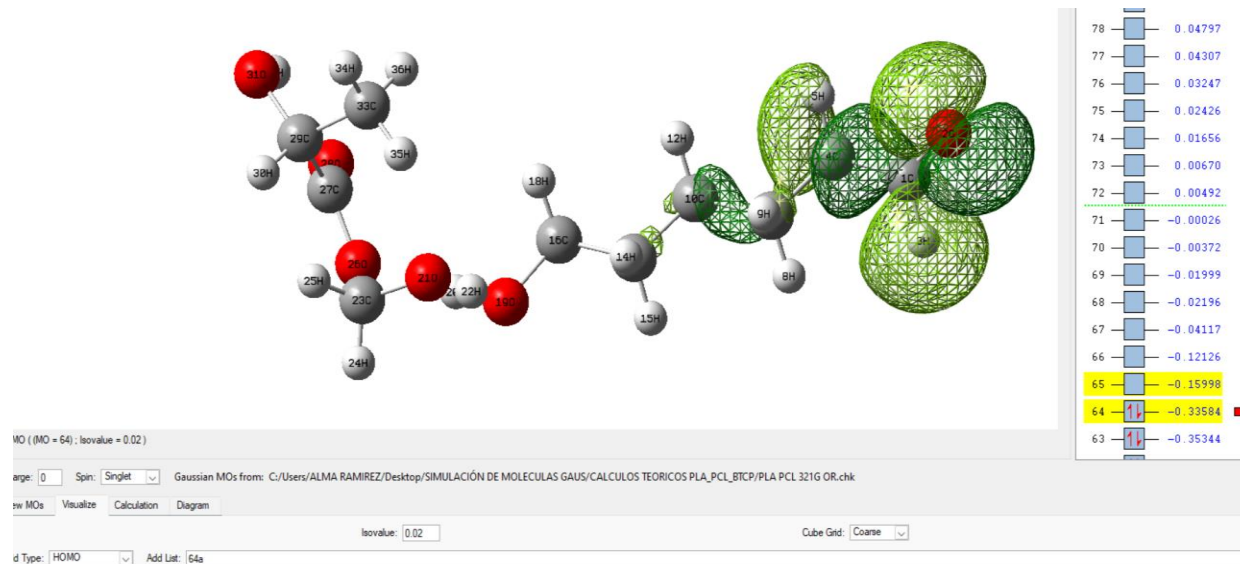 78 0.04797
77 0.04307
76 0.03247
75 0.02426
74 0.01656
73 0.00670
72 0.00492
71 -0.00026
70 -0.00372
69 -0.01999
68 -0.02196
67 -0.04117
66 -0.12126
65 -0.15998
64 -0.33584
63 -0.35344
31O
34H
36H
33C
29C
35H
30H
27C
18H
12H
5H
4C
1C
3H
10C
9H
8H
16C
14H
15H
25H
26O
21O
22H
19O
23C
24H
MO ( (MO = 64) ; Isovalue = 0.02 )
arge: 0 Spin: Singlet Gaussian MOs from: C:/Users/ALMA RAMIREZ/Desktop/SIMULACIÓN DE MOLECULAS GAUS/CALCULOS TEORICOS PLA_PCL_BTCP/PLA PCL 321G OR.chk
ew MOs Visualize Calculation Diagram
Isovalue: 0.02 Cube Grid: Coarse
d Type: HOMO Add List: 64a